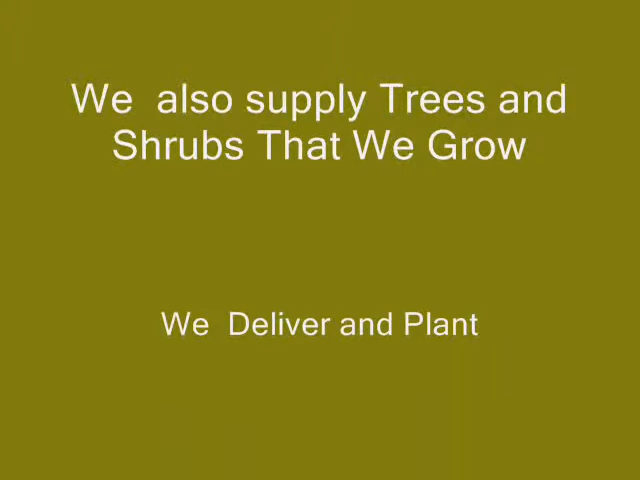 We  also supply Trees and
Shrubs That We Grow
We  Deliver and Plant